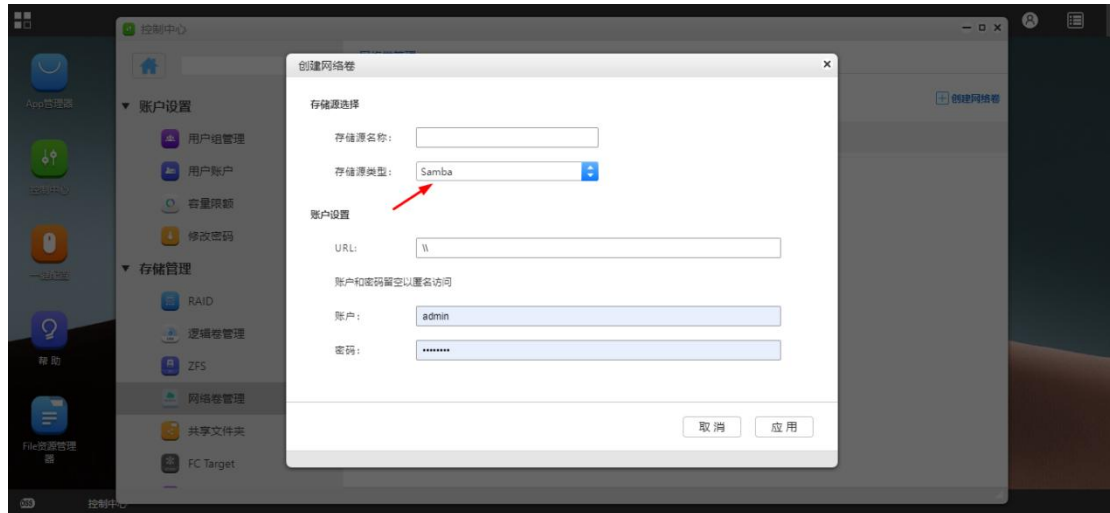 控制中心
App管理器
控制中心
帮 助
File资源管理
器
账户设置
用户组管理
用户账户
容量限额
修改密码
存储管理
RAID
逻辑卷管理
ZFS
网络卷管理
共享文件夹
FC Target
创建网络卷
创建网络卷
存储源选择
存储源名称:
存储源类型: Samba
账户设置
URL: \\
账户和密码留空以匿名访问
账户: admin
密码: ••••••••
取 消 应 用
控制中心